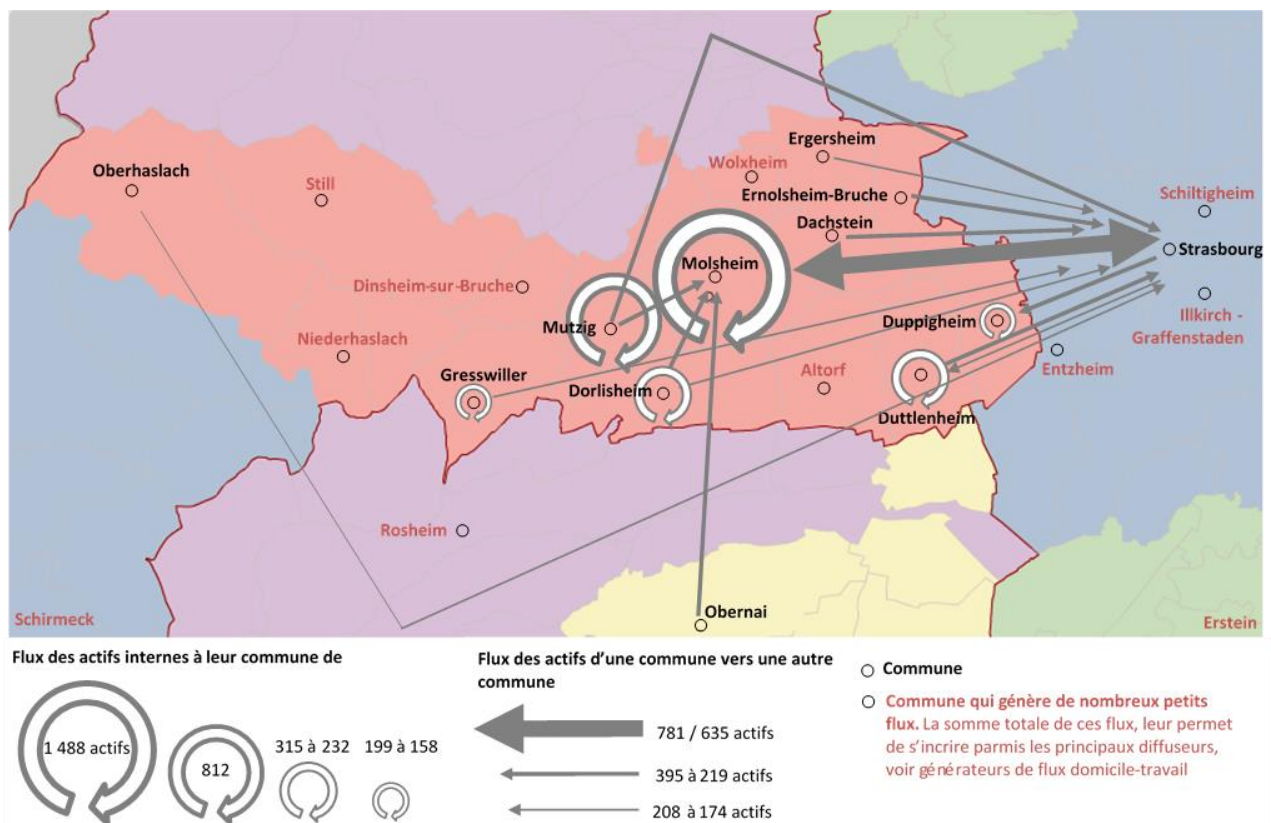 Ergersheim
Wolxheim
Oberhaslach
Still
Ernolsheim-Bruche
Schiltigheim
Dachstein
Strasbourg
Molsheim
Dinsheim-sur-Bruche
Mutzig
Duppigheim
Illkirch -
Graffenstaden
Niederhaslach
Entzheim
Gresswiller
Dorlisheim
Altorf
Duttlenheim
Rosheim
Obernai
Schirmeck
Erstein
Flux des actifs internes à leur commune de
1 488 actifs
812
315 à 232
199 à 158
Flux des actifs d'une commune vers une autre
commune
781 / 635 actifs
395 à 219 actifs
208 à 174 actifs
Commune
Commune qui génère de nombreux petits
flux. La somme totale de ces flux, leur permet
de s'incrire parmis les principaux diffuseurs,
voir générateurs de flux domicile-travail